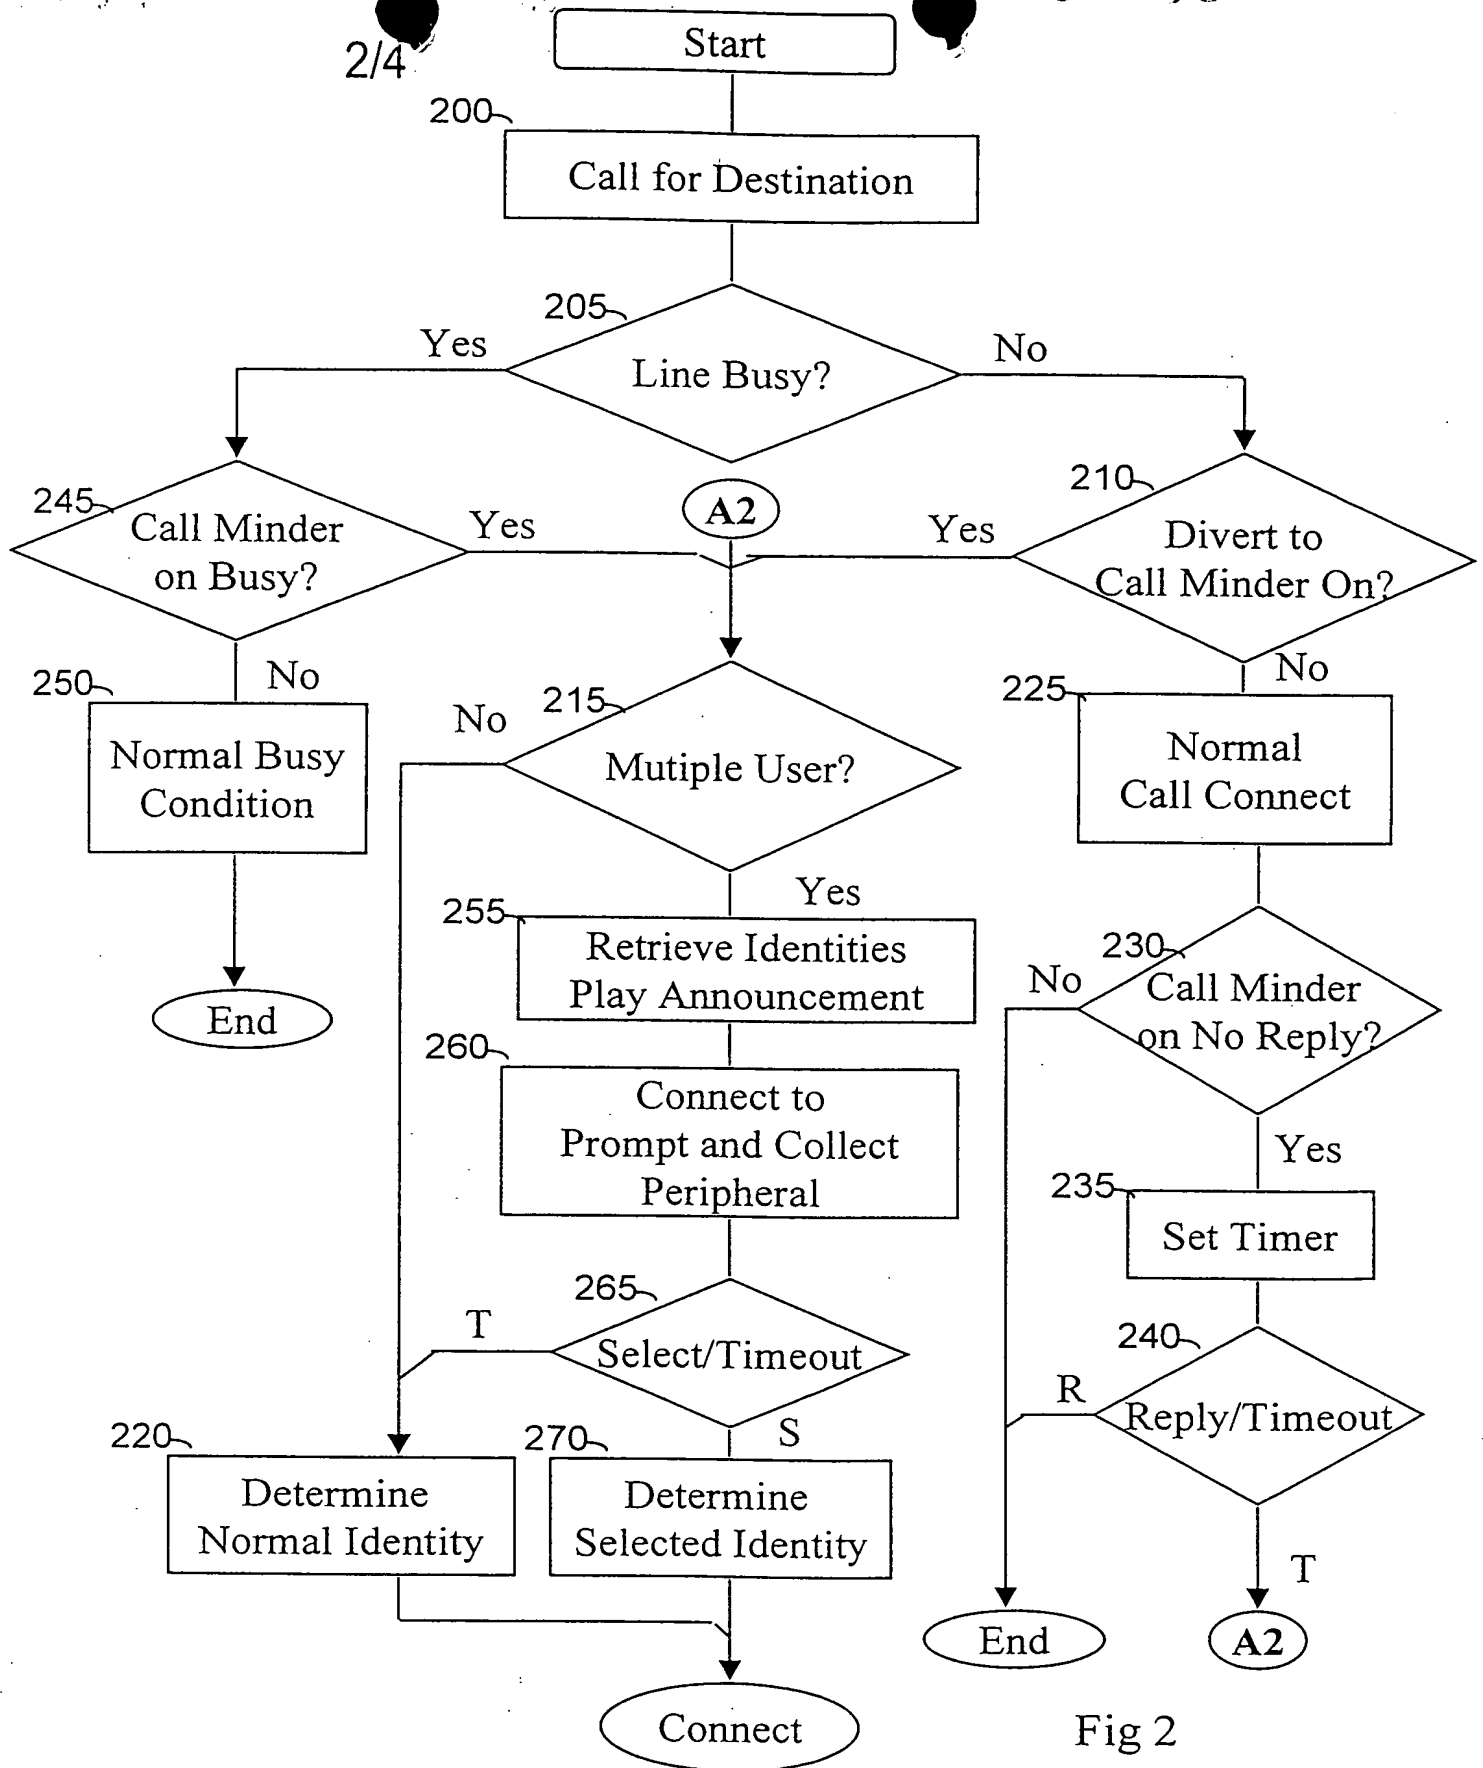 2/4
Start
200
Call for Destination
205
Yes
Line Busy?
No
245
Call Minder
on Busy?
Yes
A2
Yes
210
Divert to
Call Minder On?
No
250
Normal Busy
Condition
End
No
215
Mutiple User?
No
225
Normal
Call Connect
Yes
255
Retrieve Identities
Play Announcement
230
No
Call Minder
on No Reply?
260
Connect to
Prompt and Collect
Peripheral
Yes
235
Set Timer
265
T
Select/Timeout
S
240
R
Reply/Timeout
T
220
Determine
Normal Identity
270
Determine
Selected Identity
End
A2
Connect
Fig 2